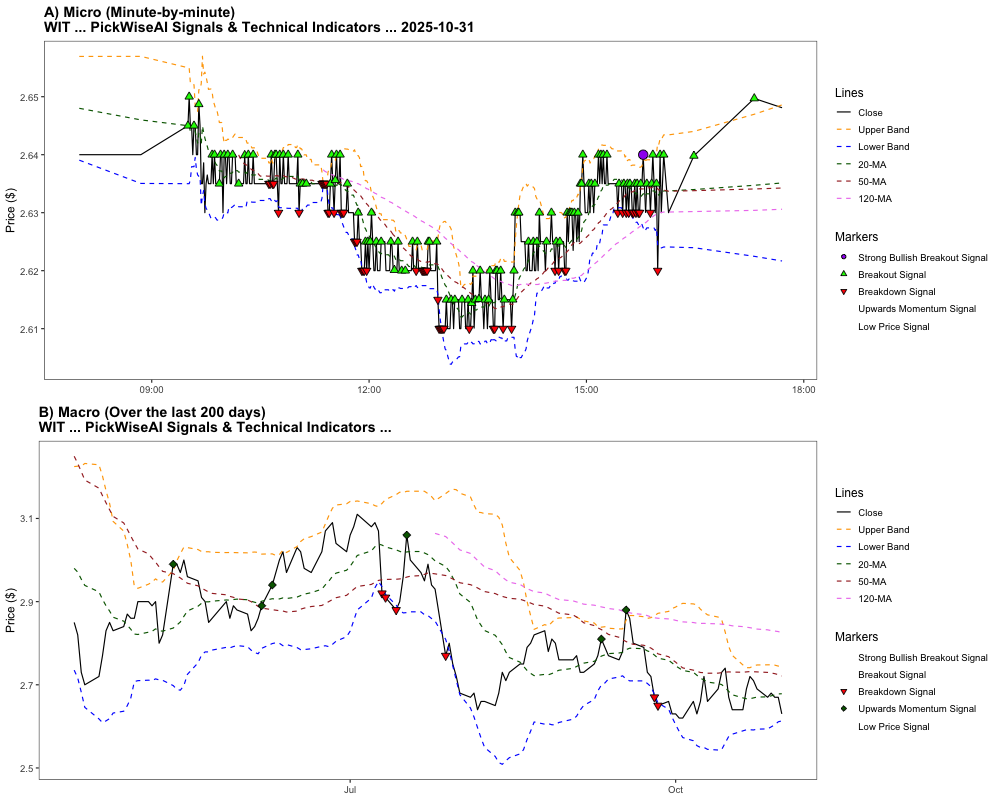 A) Micro (Minute-by-minute)
WIT ... PickWiseAI Signals & Technical Indicators ... 2025-10-31
Price ($)
2.65
2.64
2.63
2.62
2.61
09:00
12:00
15:00
18:00
Lines
Close
Upper Band
Lower Band
20-MA
50-MA
120-MA
Markers
Strong Bullish Breakout Signal
Breakout Signal
Breakdown Signal
Upwards Momentum Signal
Low Price Signal
B) Macro (Over the last 200 days)
WIT ... PickWiseAI Signals & Technical Indicators ...
Price ($)
3.1
2.9
2.7
2.5
Jul
Oct
Lines
Close
Upper Band
Lower Band
20-MA
50-MA
120-MA
Markers
Strong Bullish Breakout Signal
Breakout Signal
Breakdown Signal
Upwards Momentum Signal
Low Price Signal